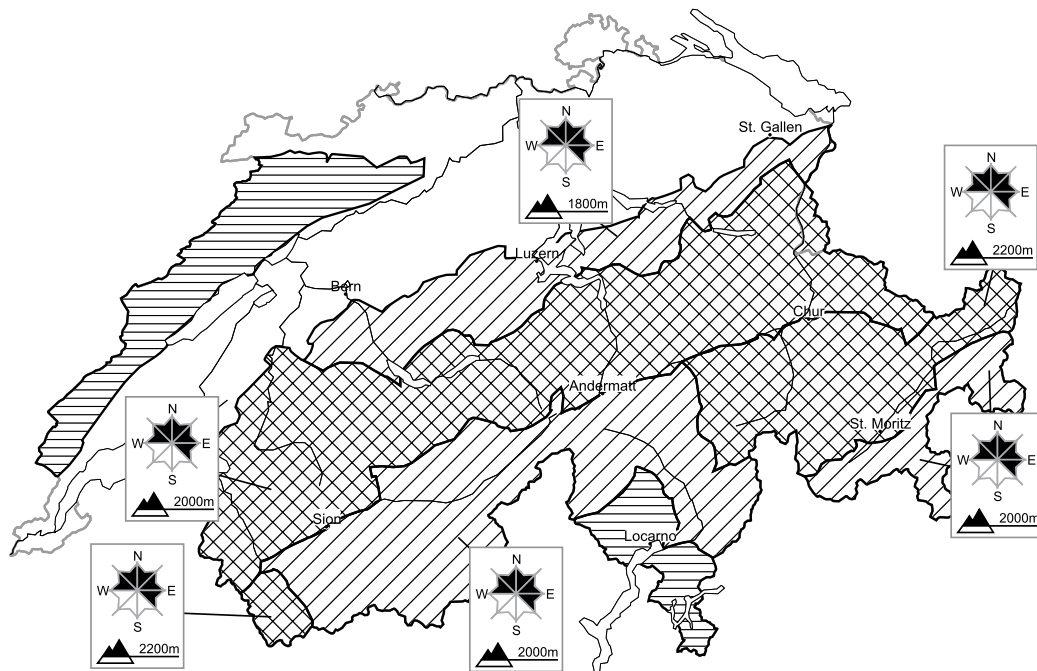 N
W E
S
1800m
St. Gallen
N
W E
S
2200m
Luzern
Bern
Chur
Andermatt
N
W E
S
2000m
St. Moritz
N
W E
S
2000m
Sion
Locarno
N
W E
S
2200m
N
W E
S
2000m